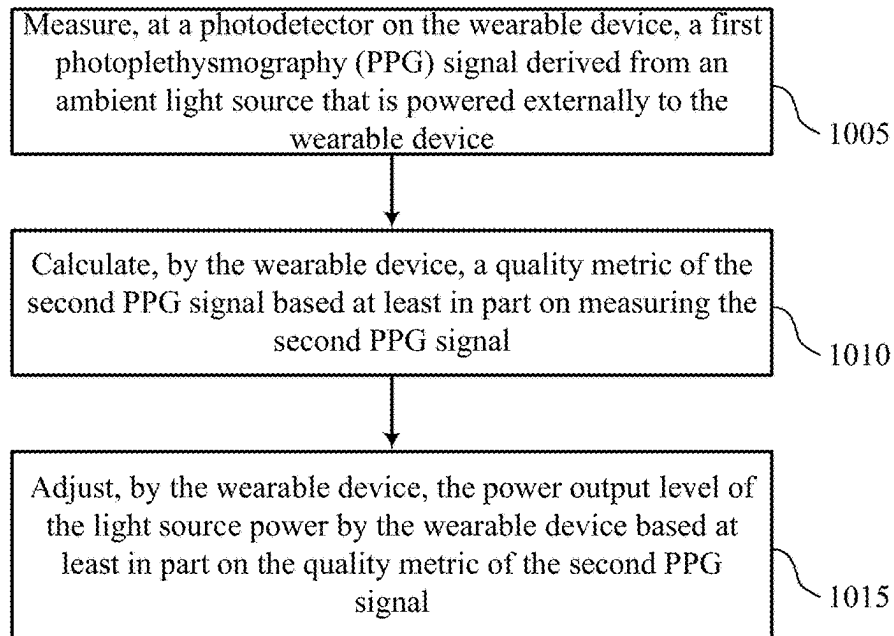 Measure, at a photodetector on the wearable device, a first
photoplethysmography (PPG) signal derived from an
ambient light source that is powered externally to the
wearable device
1005
Calculate, by the wearable device, a quality metric of the
second PPG signal based at least in part on measuring the
second PPG signal
1010
Adjust, by the wearable device, the power output level of
the light source power by the wearable device based at
least in part on the quality metric of the second PPG
signal
1015